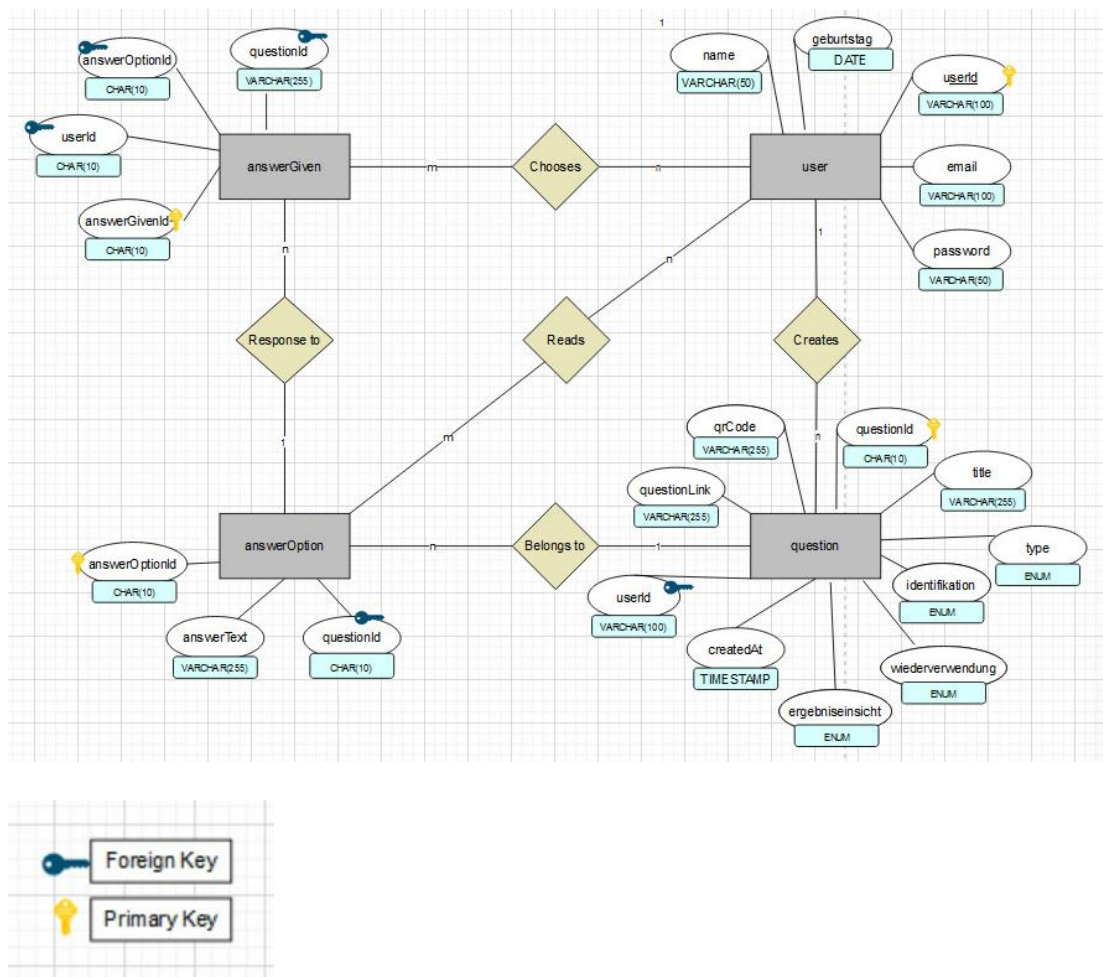 1
questionId
VARCHAR(255)
answerOptionId
CHAR(10)
userId
CHAR(10)
answerGivenId
CHAR(10)
answerGiven
m
Chooses
n
user
name
VARCHAR(50)
geburtstag
DATE
userId
VARCHAR(100)
email
VARCHAR(100)
password
VARCHAR(50)
n
Response to
1
n
Reads
m
1
Creates
n
answerOption
n
Belongs to
1
question
answerOptionId
CHAR(10)
answerText
VARCHAR(255)
questionId
CHAR(10)
qrCode
VARCHAR(255)
questionId
CHAR(10)
questionLink
VARCHAR(255)
title
VARCHAR(255)
type
ENUM
identifikation
ENUM
userId
VARCHAR(100)
createdAt
TIMESTAMP
wiederverwendung
ENUM
ergebniseinsicht
ENUM
Foreign Key
Primary Key